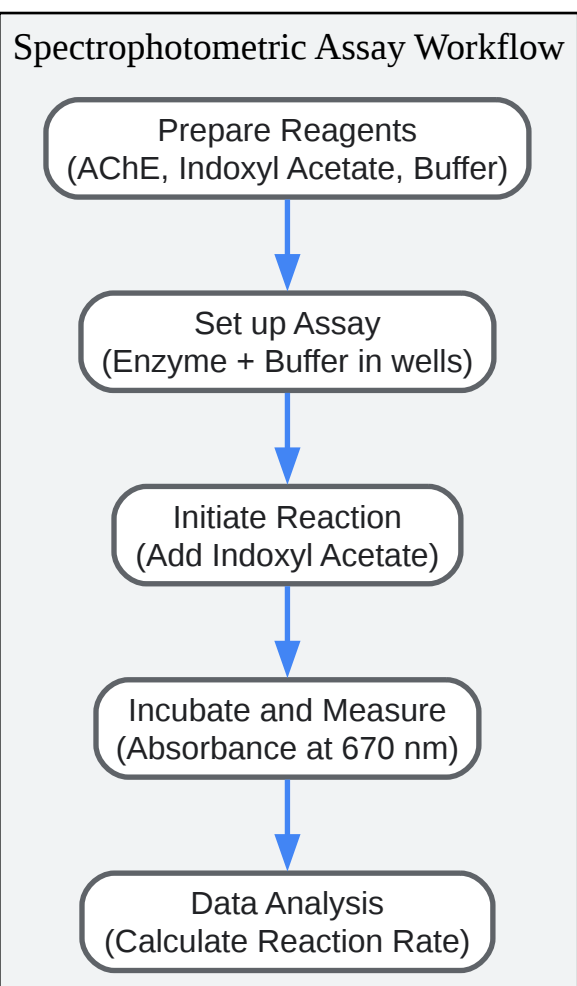 Spectrophotometric Assay Workflow
Prepare Reagents
(AChE, Indoxyl Acetate, Buffer)
Set up Assay
(Enzyme + Buffer in wells)
Initiate Reaction
(Add Indoxyl Acetate)
Incubate and Measure
(Absorbance at 670 nm)
Data Analysis
(Calculate Reaction Rate)